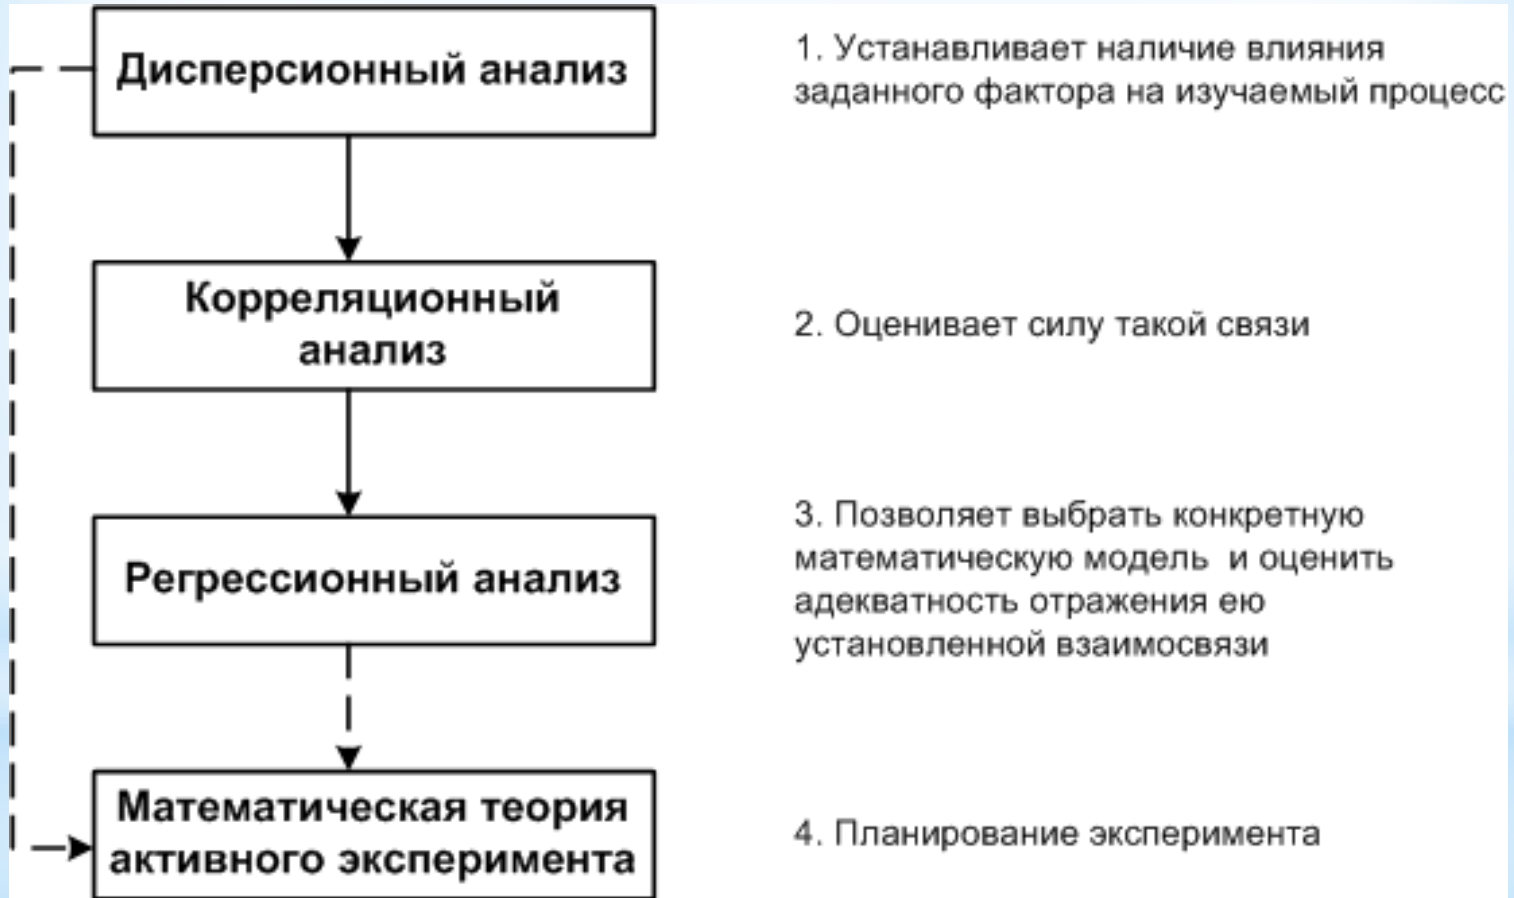 Дисперсионный анализ
1. Устанавливает наличие влияния
заданного фактора на изучаемый процесс
Корреляционный
анализ
2. Оценивает силу такой связи
Регрессионный анализ
3. Позволяет выбрать конкретную
математическую модель и оценить
адекватность отражения ею
установленной взаимосвязи
Математическая теория
активного эксперимента
4. Планирование эксперимента